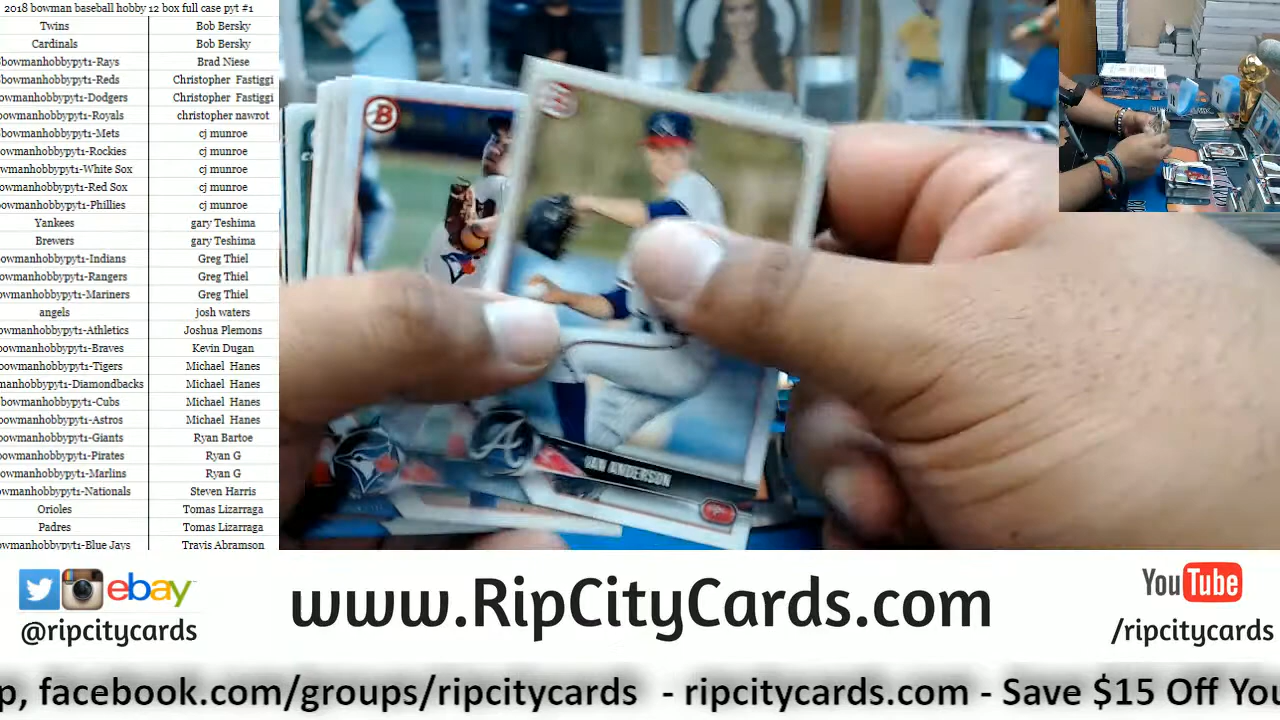 2018 bowman baseball hobby 12 box full case pyt #1
Twins Bob Bersky
Cardinals Bob Bersky
bowmanhobbypyt1-Rays Brad Niese
bowmanhobbypyt1-Reds Christopher Fastiggi
owmanhobbypyt1-Dodgers Christopher Fastiggi
owmanhobbypyt1-Royals christopher nawrot
bowmanhobbypyt1-Mets cj munroe
owmanhobbypyt1-Rockies cj munroe
wmanhobbypyt1-White Sox cj munroe
wmanhobbypyt1-Red Sox cj munroe
owmanhobbypyt1-Phillies cj munroe
Yankees gary Teshima
Brewers gary Teshima
owmanhobbypyt1-Indians Greg Thiel
owmanhobbypyt1-Rangers Greg Thiel
wmanhobbypyt1-Mariners Greg Thiel
angels josh waters
owmanhobbypyt1-Athletics Joshua Plemons
owmanhobbypyt1-Braves Kevin Dugan
owmanhobbypyt1-Tigers Michael Hanes
manhobbypyt1-Diamondbacks Michael Hanes
bowmanhobbypyt1-Cubs Michael Hanes
owmanhobbypyt1-Astros Michael Hanes
owmanhobbypyt1-Giants Ryan Bartoe
owmanhobbypyt1-Pirates Ryan G
owmanhobbypyt1-Marlins Ryan G
wmanhobbypyt1-Nationals Steven Harris
Orioles Tomas Lizarraga
Padres Tomas Lizarraga
owmanhobbypyt1-Blue Jays Travis Abramson
B
A
IAN ANDERSON
ebay
@ripcitycards
www.RipCityCards.com
YouTube
/ripcitycards
p, facebook.com/groups/ripcitycards - ripcitycards.com - Save $15 Off You